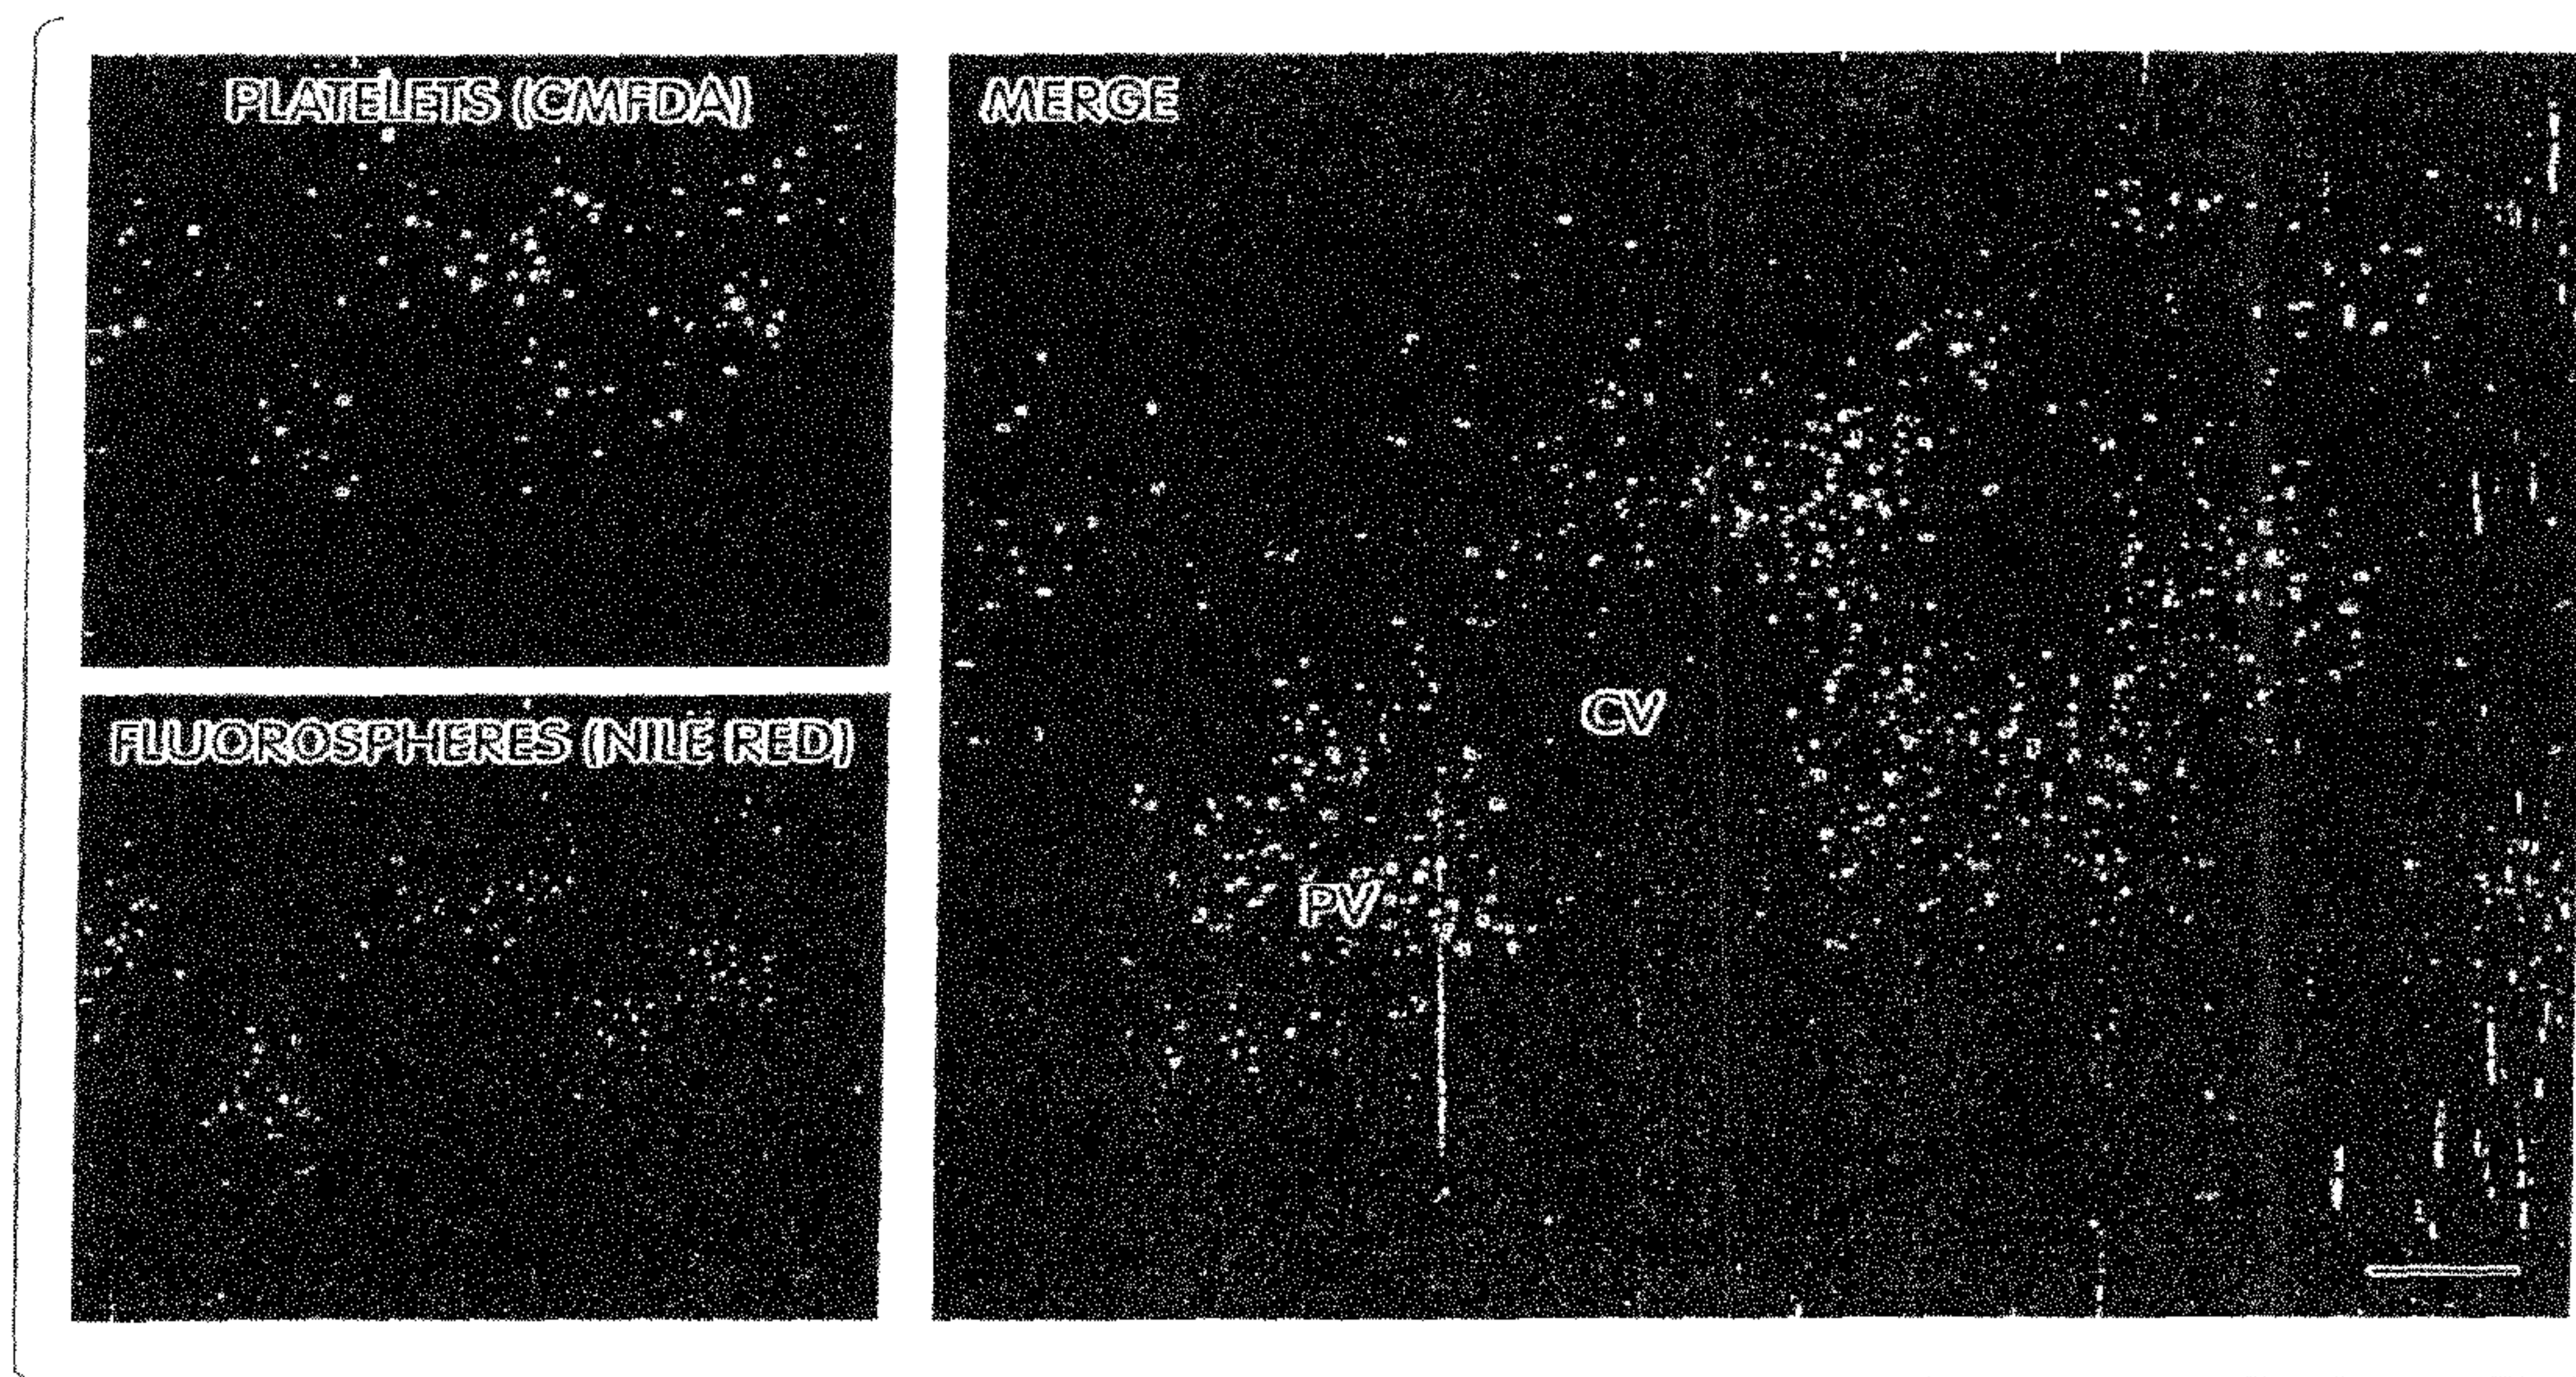 PLATELETS (CMFDA)
MERGE
FLUOROSPHERES (NILE RED)
CV
PV